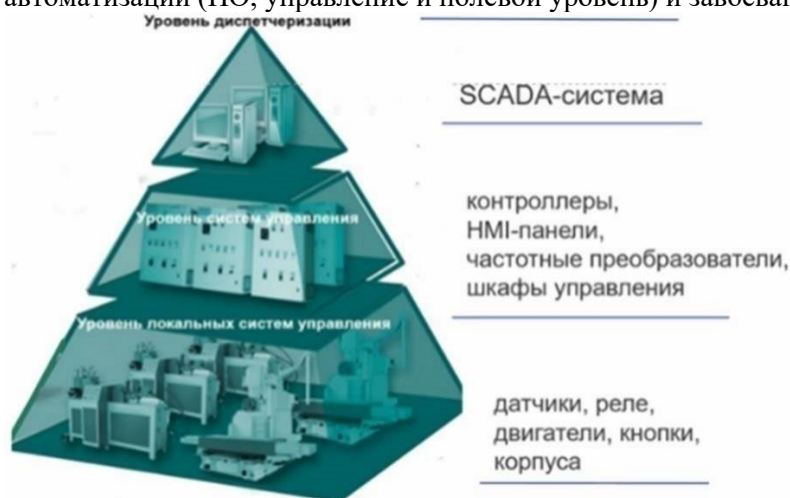 автоматизации (ПО, управление и полевой уровень) и завоева
Уровень диспетчеризации
SCADA-система
Уровень систем управления
контроллеры,
HMI-панели,
частотные преобразователи,
шкафы управления
Уровень локальных систем управления
датчики, реле,
двигатели, кнопки,
корпуса